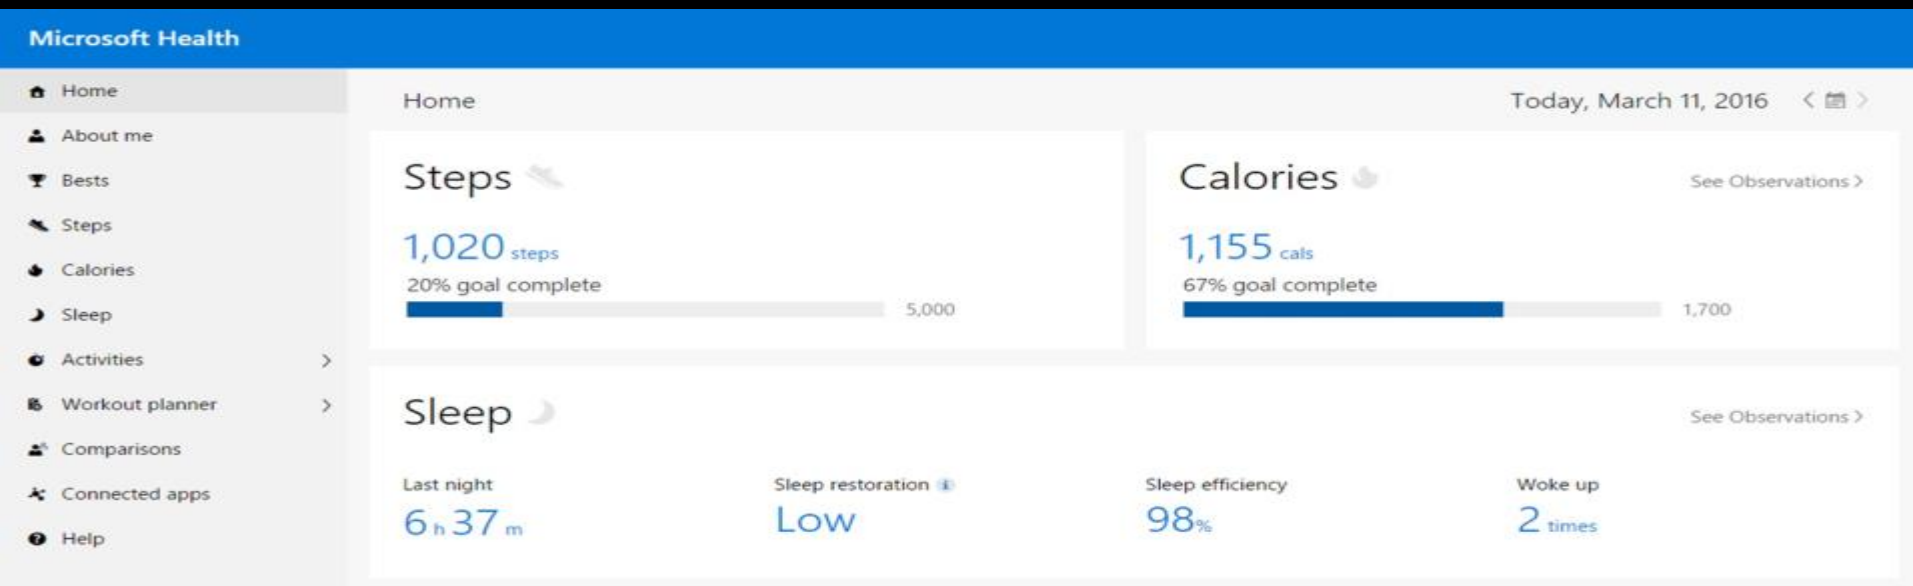 Microsoft Health
Home
About me
Bests
Steps
Calories
Sleep
Activities
Workout planner
Comparisons
Connected apps
Help
Home
Today, March 11, 2016
Steps
1,020 steps
20% goal complete
5,000
Calories
See Observations
1,155 cals
67% goal complete
1,700
Sleep
See Observations
Last night
6 h 37 m
Sleep restoration
Low
Sleep efficiency
98%
Woke up
2 times